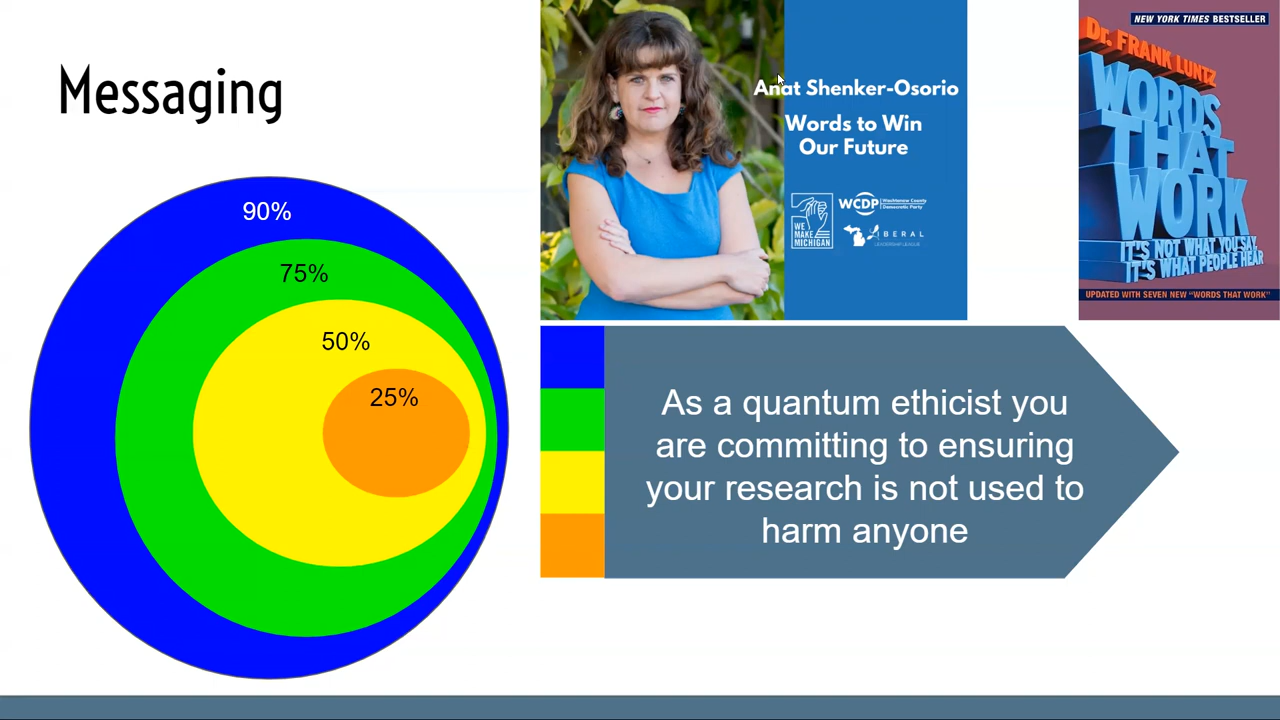 Messaging
90%
75%
50%
25%
Anat Shenker-Osorio
Words to Win
Our Future
WE
MAKE
MICHIGAN
WCDP
Washtenaw County
Democratic Party
LIBERAL
LEADERSHIP LEAGUE
NEW YORK TIMES BESTSELLER
Dr. FRANK LUNTZ
WORDS
THAT
WORK
IT'S NOT WHAT YOU SAY,
IT'S WHAT PEOPLE HEAR
UPDATED WITH SEVEN NEW "WORDS THAT WORK"
As a quantum ethicist you
are committing to ensuring
your research is not used to
harm anyone